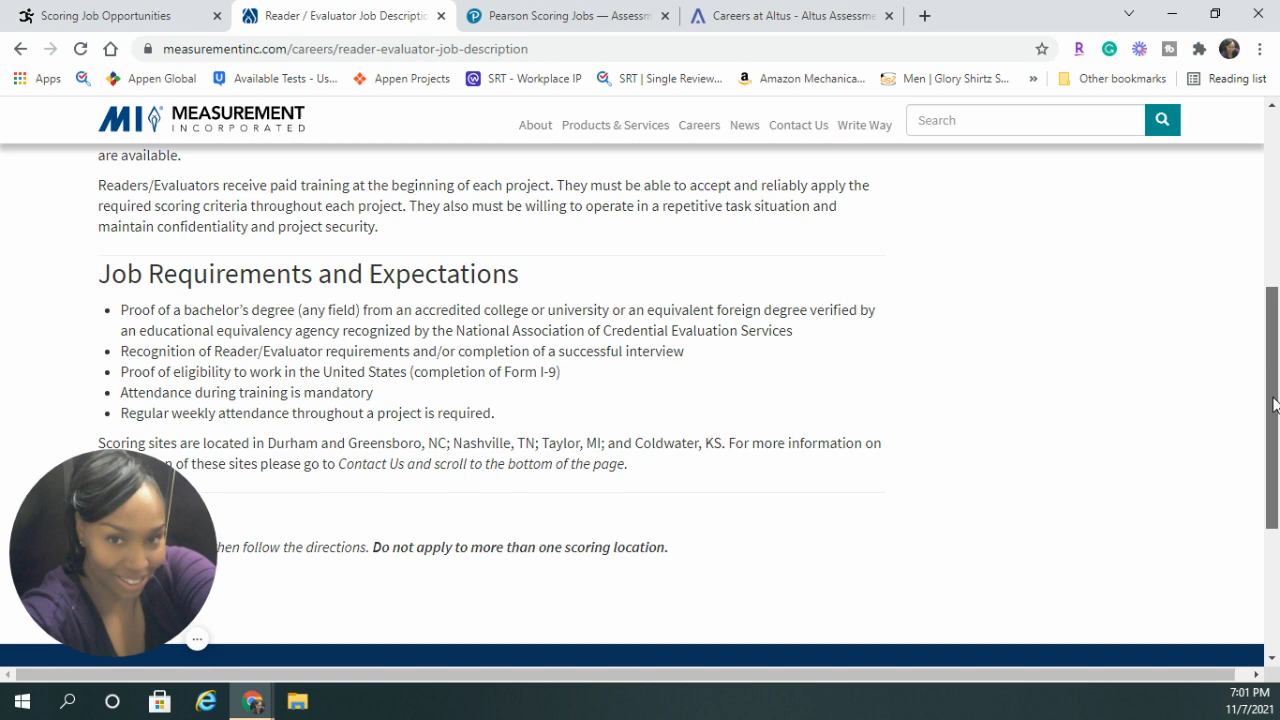 Scoring Job Opportunities
Reader / Evaluator Job Descriptio
Pearson Scoring Jobs — Assessm
Careers at Altus - Altus Assessme
measurementinc.com/careers/reader-evaluator-job-description
Apps
Appen Global
Available Tests - Us...
Appen Projects
SRT - Workplace IP
SRT | Single Review...
Amazon Mechanica...
Men | Glory Shirtz S...
»
Other bookmarks
Reading list
MI MEASUREMENT
INCORPORATED
About Products & Services Careers News Contact Us Write Way
Search
are available.
Readers/Evaluators receive paid training at the beginning of each project. They must be able to accept and reliably apply the
required scoring criteria throughout each project. They also must be willing to operate in a repetitive task situation and
maintain confidentiality and project security.
Job Requirements and Expectations
• Proof of a bachelor's degree (any field) from an accredited college or university or an equivalent foreign degree verified by
an educational equivalency agency recognized by the National Association of Credential Evaluation Services
• Recognition of Reader/Evaluator requirements and/or completion of a successful interview
• Proof of eligibility to work in the United States (completion of Form I-9)
• Attendance during training is mandatory
• Regular weekly attendance throughout a project is required.
Scoring sites are located in Durham and Greensboro, NC; Nashville, TN; Taylor, MI; and Coldwater, KS. For more information on
of these sites please go to Contact Us and scroll to the bottom of the page.
then follow the directions. Do not apply to more than one scoring location.
7:01 PM
11/7/2021